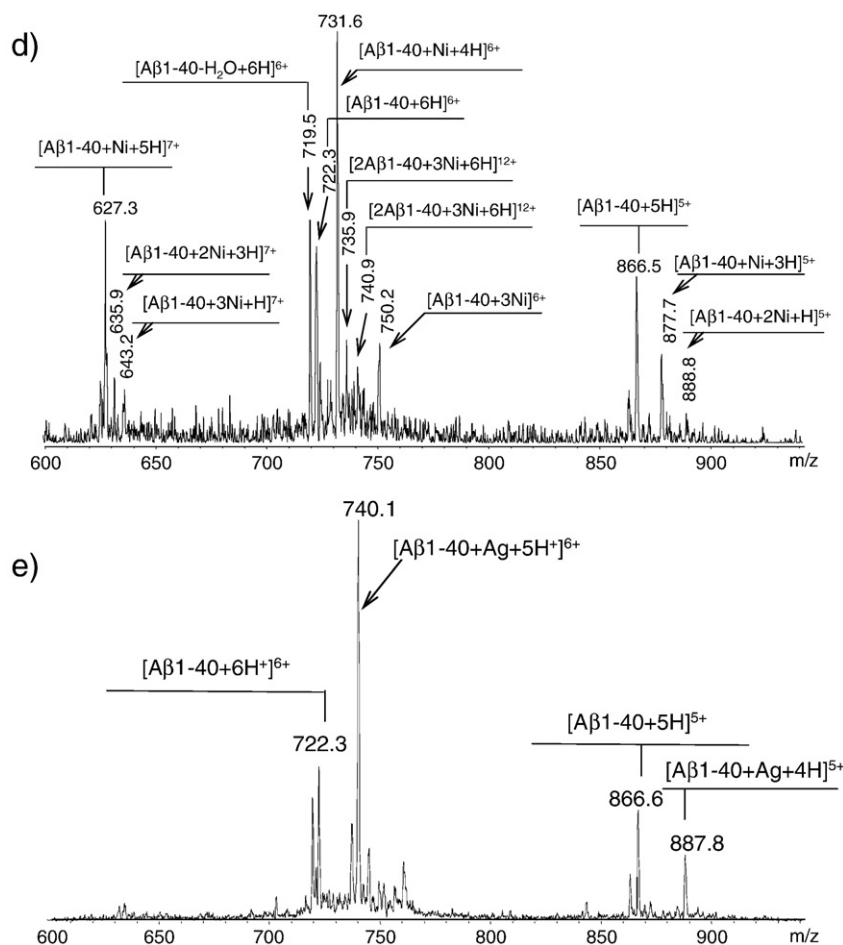 d)
731.6
[Aβ1-40-H₂O+6H]⁶⁺
[Aβ1-40+Ni+4H]⁶⁺
[Aβ1-40+6H]⁶⁺
[Aβ1-40+Ni+5H]⁷⁺
719.5
722.3
[2Aβ1-40+3Ni+6H]¹²⁺
627.3
735.9
[2Aβ1-40+3Ni+6H]¹²⁺
[Aβ1-40+5H]⁵⁺
[Aβ1-40+2Ni+3H]⁷⁺
635.9
740.9
866.5
[Aβ1-40+Ni+3H]⁵⁺
877.7
[Aβ1-40+3Ni+H]⁷⁺
643.2
750.2
[Aβ1-40+3Ni]⁶⁺
[Aβ1-40+2Ni+H]⁵⁺
888.8
600 650 700 750 800 850 900 m/z
e)
740.1
[Aβ1-40+Ag+5H⁺]⁶⁺
[Aβ1-40+6H⁺]⁶⁺
722.3
[Aβ1-40+5H]⁵⁺
[Aβ1-40+Ag+4H]⁵⁺
866.6
887.8
600 650 700 750 800 850 900 m/z